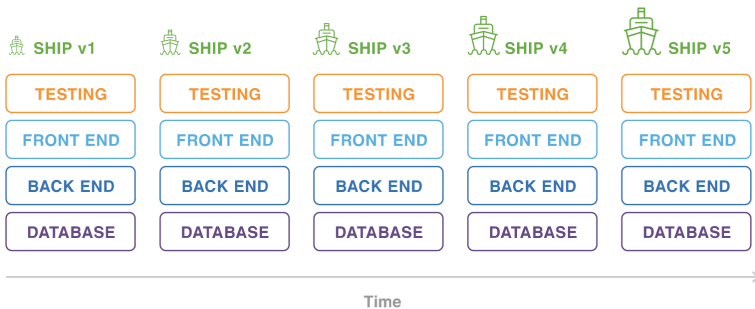 SHIP v1 SHIP v2 SHIP v3 SHIP v4 SHIP v5
TESTING TESTING TESTING TESTING TESTING
FRONT END FRONT END FRONT END FRONT END FRONT END
BACK END BACK END BACK END BACK END BACK END
DATABASE DATABASE DATABASE DATABASE DATABASE
Time